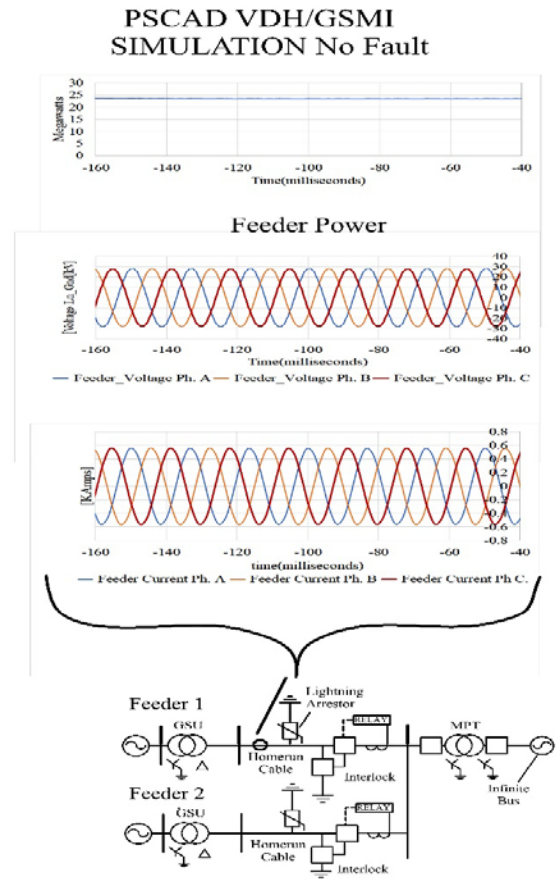 PSCAD VDH/GSMI
SIMULATION No Fault
Megawatts
30
25
20
15
10
5
0
-160 -140 -120 -100 -80 -60 -40
Time(milliseconds)
Feeder Power
[Voltage Ln_Gnd[kV]
40
30
20
10
0
-10
-20
-30
-40
-160 -140 -120 -100 -80 -60 -40
Time(milliseconds)
Feeder_Voltage Ph. A Feeder_Voltage Ph. B Feeder_Voltage Ph. C
[K.Amps]
0.8
0.6
0.4
0.2
0
-0.2
-0.4
-0.6
-0.8
-160 -140 -120 -100 -80 -60 -40
time(milliseconds)
Feeder Current Ph. A Feeder Current Ph. B Feeder Current Ph C.
Feeder 1
GSU
Lightning
Arrestor
RELAY
MPT
Homerun
Cable
Interlock
Infinite
Bus
Feeder 2
GSU
RELAY
Homerun
Cable
Interlock